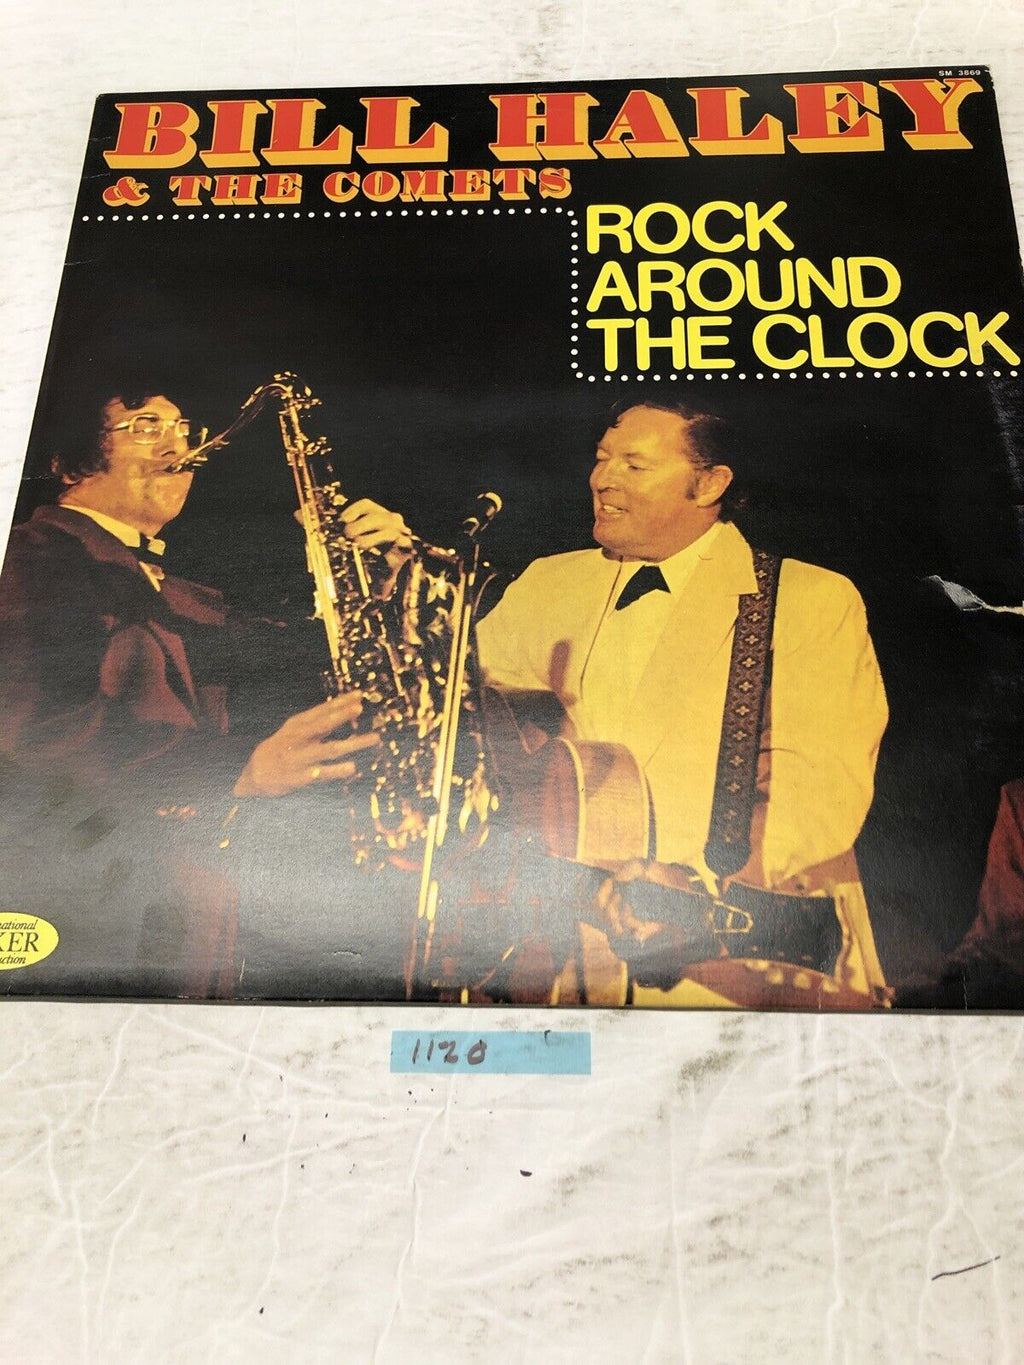 SM 3869
BILL HALEY
& THE COMETS
ROCK
AROUND
THE CLOCK
1120